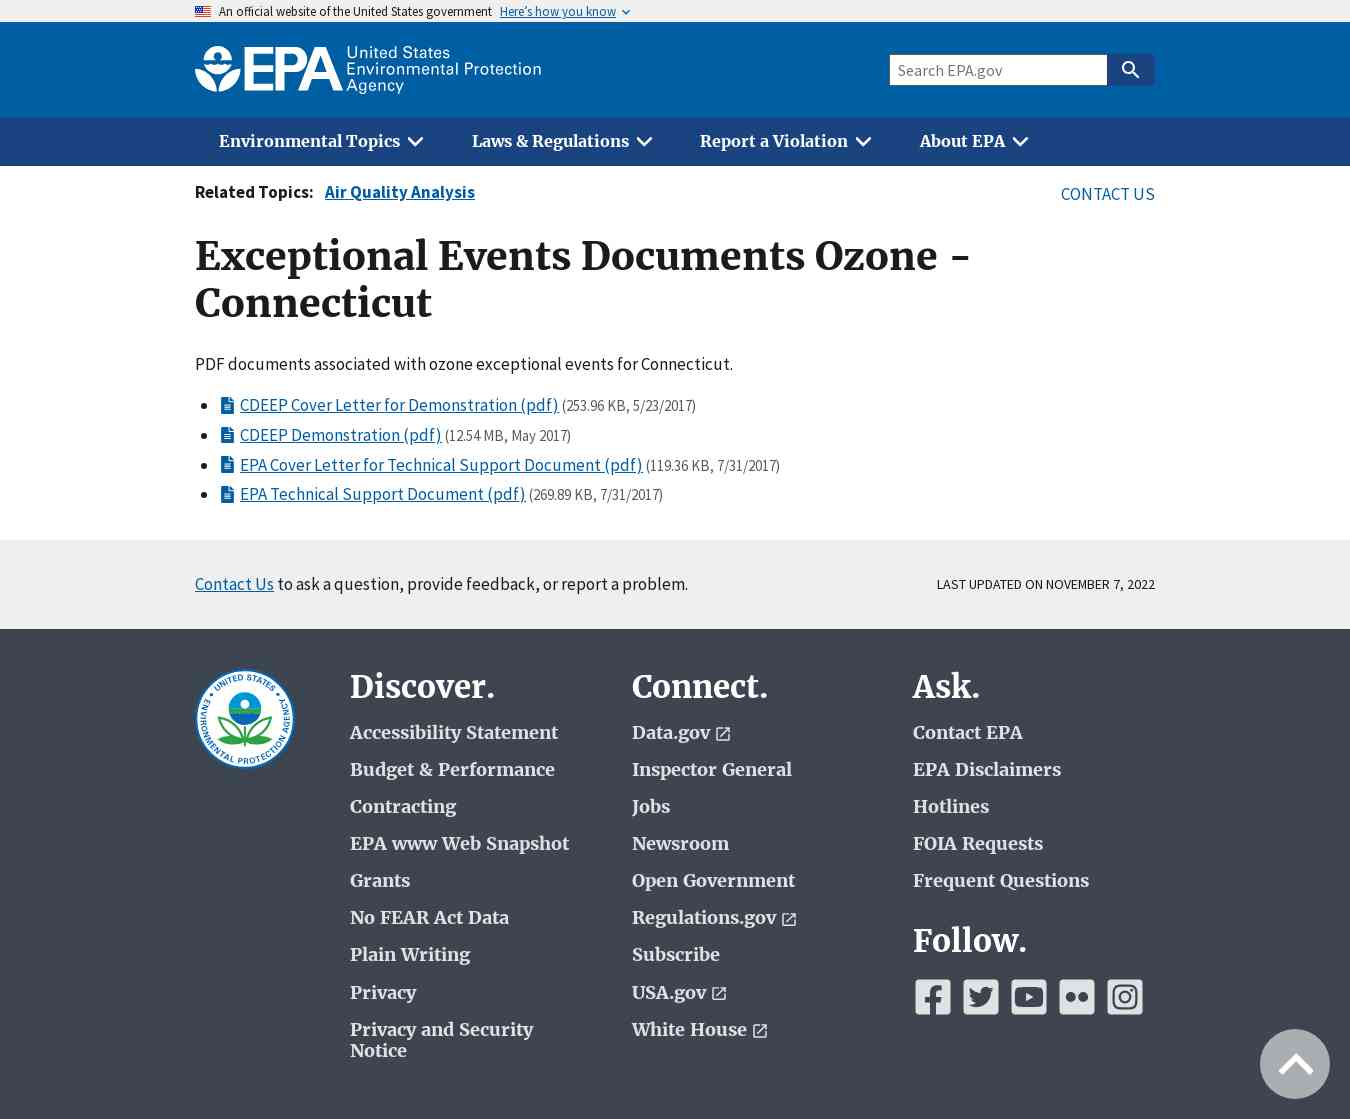 An official website of the United States government Here's how you know
EPA United States
Environmental Protection
Agency
Search EPA.gov
Environmental Topics Laws & Regulations Report a Violation About EPA
Related Topics: Air Quality Analysis
CONTACT US
Exceptional Events Documents Ozone -
Connecticut
PDF documents associated with ozone exceptional events for Connecticut.
CDEEP Cover Letter for Demonstration (pdf) (253.96 KB, 5/23/2017)
CDEEP Demonstration (pdf) (12.54 MB, May 2017)
EPA Cover Letter for Technical Support Document (pdf) (119.36 KB, 7/31/2017)
EPA Technical Support Document (pdf) (269.89 KB, 7/31/2017)
Contact Us to ask a question, provide feedback, or report a problem.
LAST UPDATED ON NOVEMBER 7, 2022
UNITED STATES
ENVIRONMENTAL PROTECTION AGENCY
Discover.
Accessibility Statement
Budget & Performance
Contracting
EPA www Web Snapshot
Grants
No FEAR Act Data
Plain Writing
Privacy
Privacy and Security
Notice
Connect.
Data.gov
Inspector General
Jobs
Newsroom
Open Government
Regulations.gov
Subscribe
USA.gov
White House
Ask.
Contact EPA
EPA Disclaimers
Hotlines
FOIA Requests
Frequent Questions
Follow.